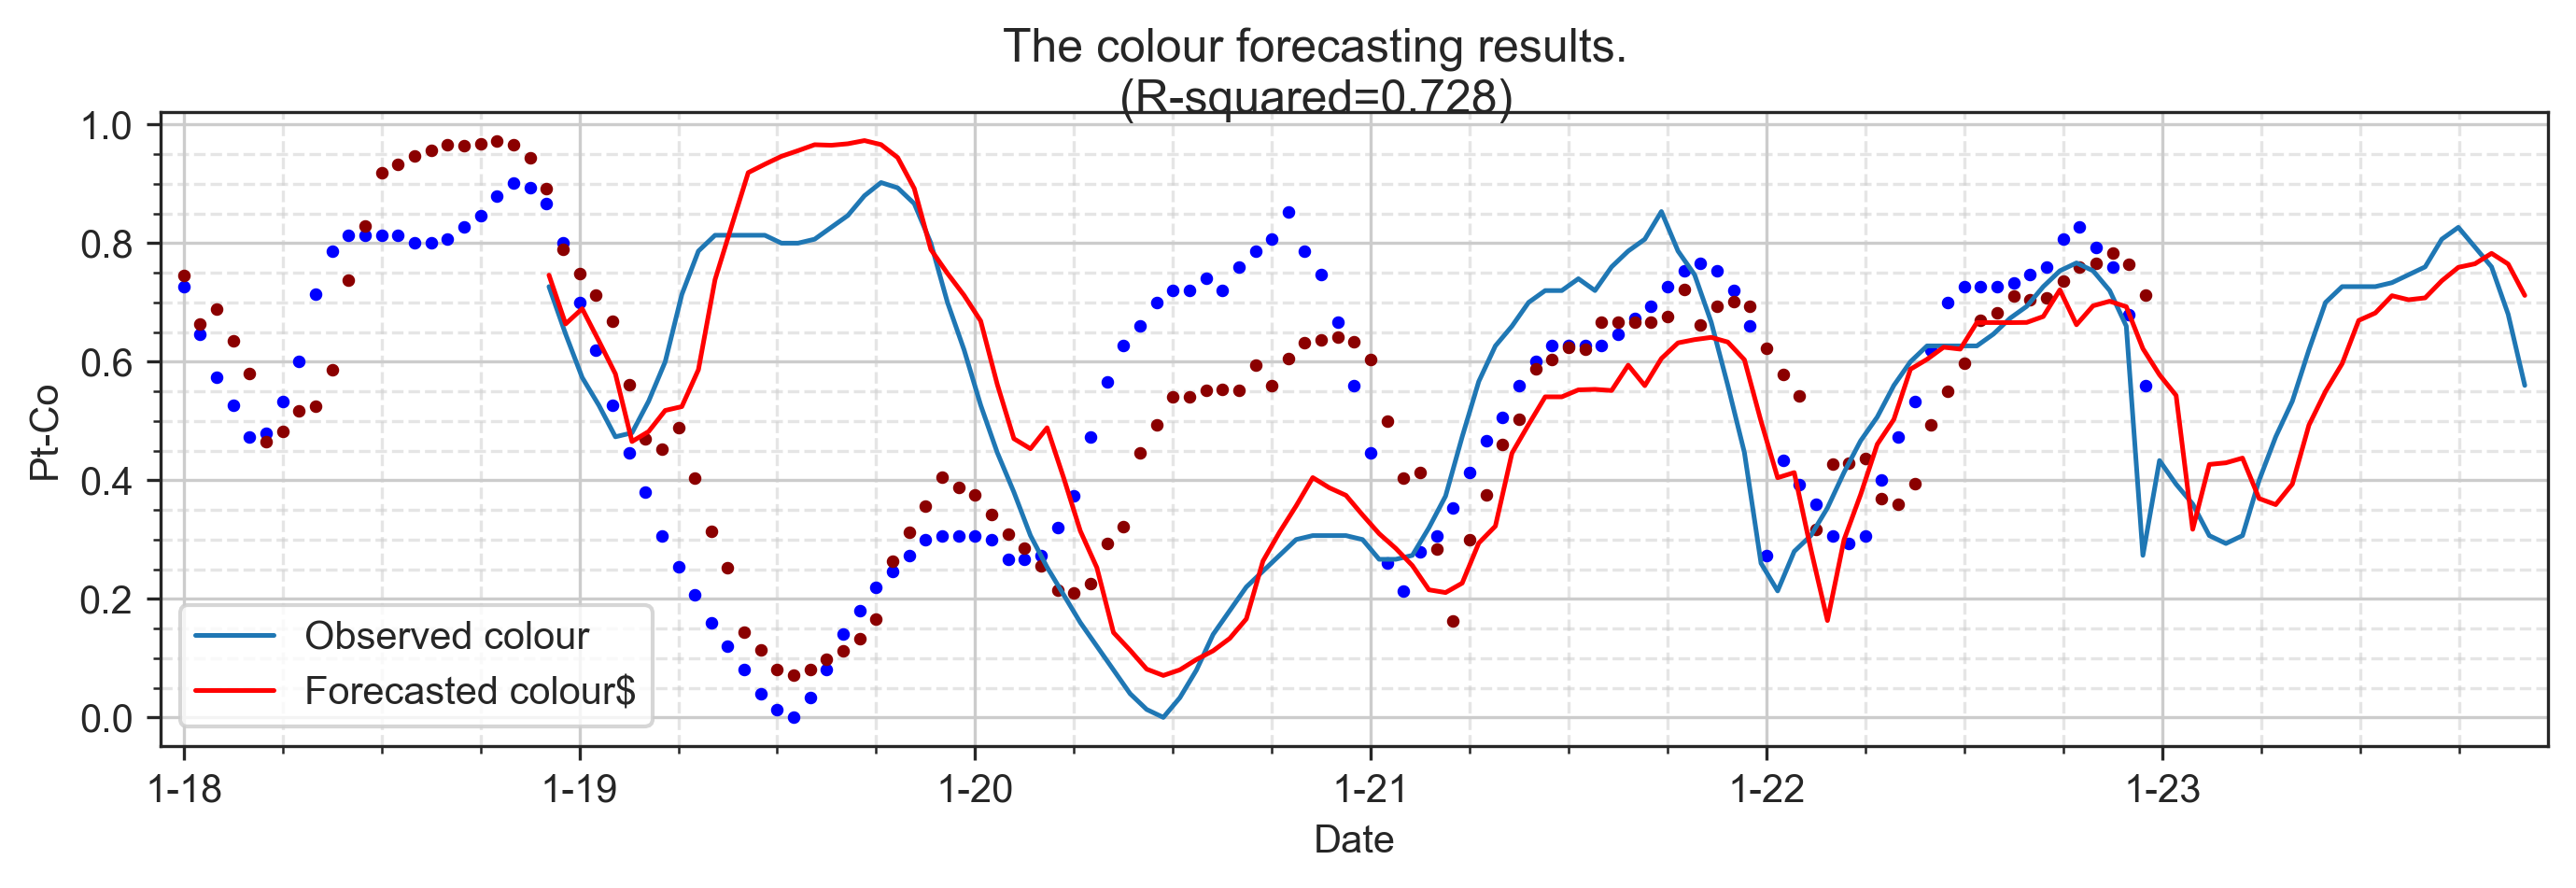 The colour forecasting results.
(R-squared=0.728)
1.0
0.8
0.6
0.4
0.2
0.0
Pt-Co
Observed colour
Forecasted colour$
1-18
1-19
1-20
1-21
1-22
1-23
Date